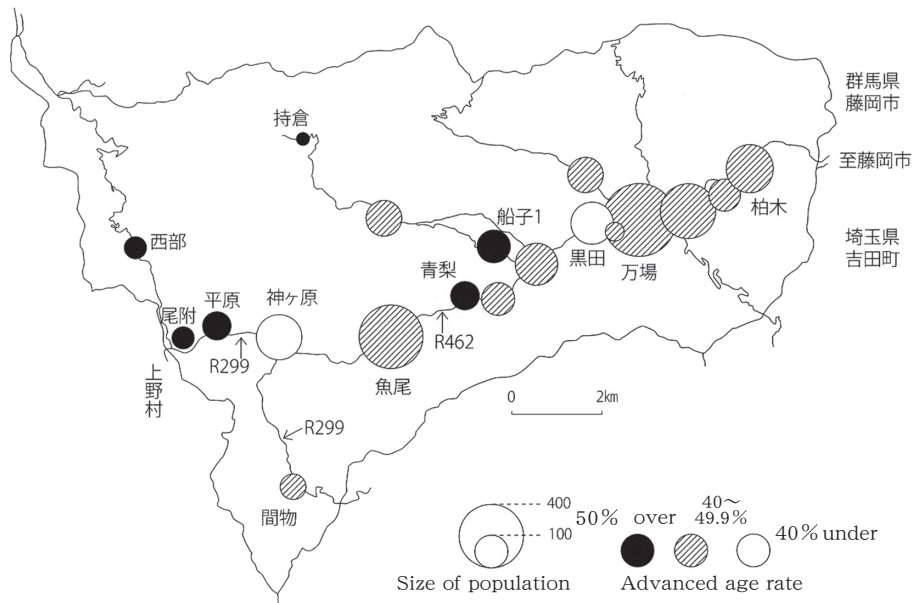 群馬県
藤岡市
持倉
至藤岡市
船子1
柏木
西部
黒田
埼玉県
吉田町
青梨
万場
平原
神ヶ原
尾附
R462
R299
魚尾
上野村
0 2km
R299
間物
400
100
50% over
40～
49.9%
40%under
Size of population
Advanced age rate